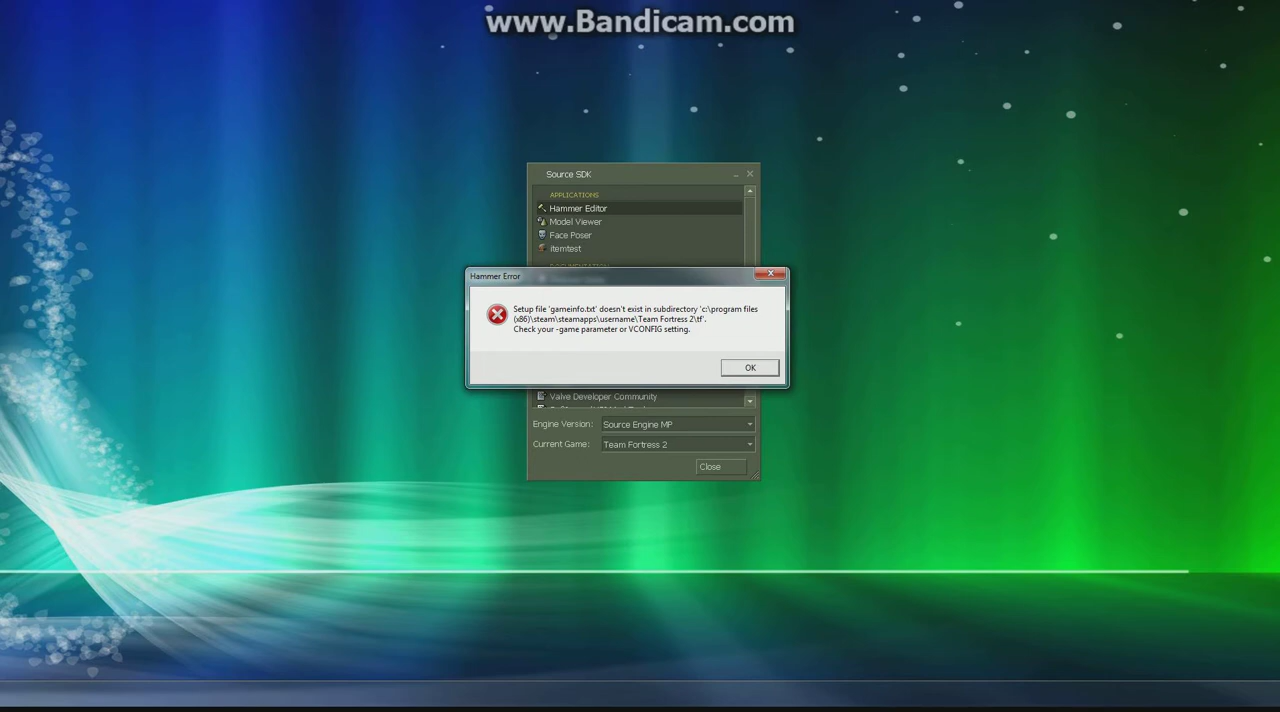 www.Bandicam.com
Source SDK
APPLICATIONS
Hammer Editor
Model Viewer
Face Poser
itemtest
Hammer Error
Setup file 'gameinfo.txt' doesn't exist in subdirectory 'c:\program files
(x86)\steam\steamapps\username\Team Fortress 2\tf'.
Check your -game parameter or VCONFIG setting.
OK
Valve Developer Community
Engine Version: Source Engine MP
Current Game: Team Fortress 2
Close